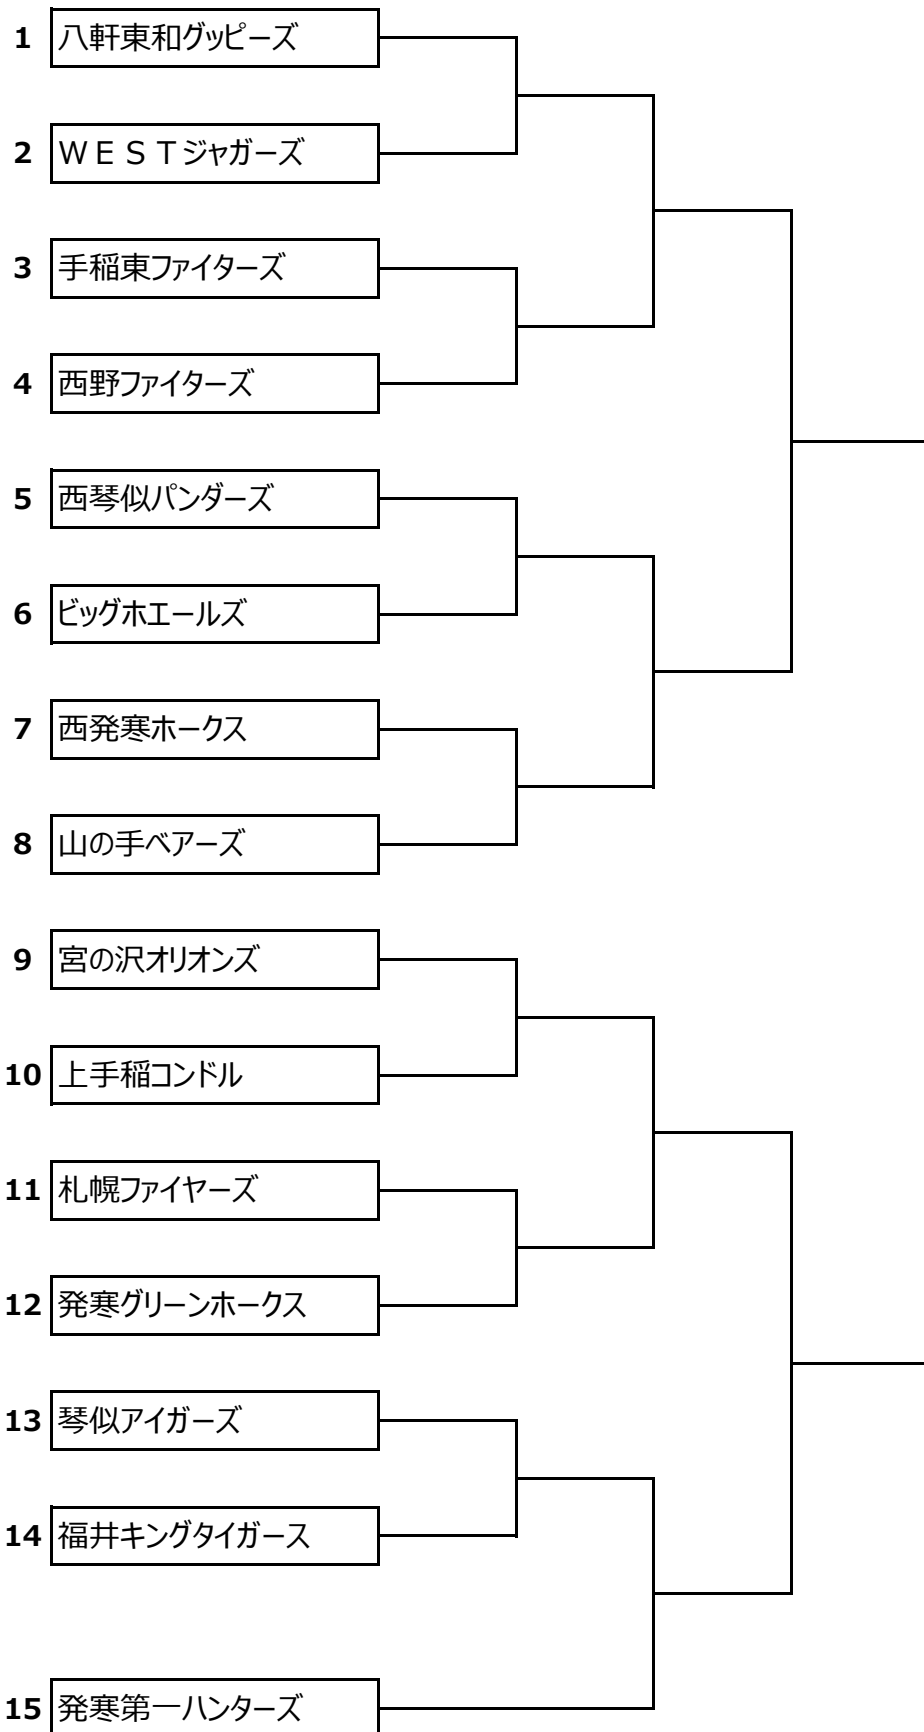 1 八軒東和グッピーズ
2 ＷＥＳＴジャガーズ
3 手稲東ファイターズ
4 西野ファイターズ
5 西琴似パンダーズ
6 ビッグホエールズ
7 西発寒ホークス
8 山の手ベアーズ
9 宮の沢オリオンズ
10 上手稲コンドル
11 札幌ファイヤーズ
12 発寒グリーンホークス
13 琴似アイガーズ
14 福井キングタイガース
15 発寒第一ハンターズ